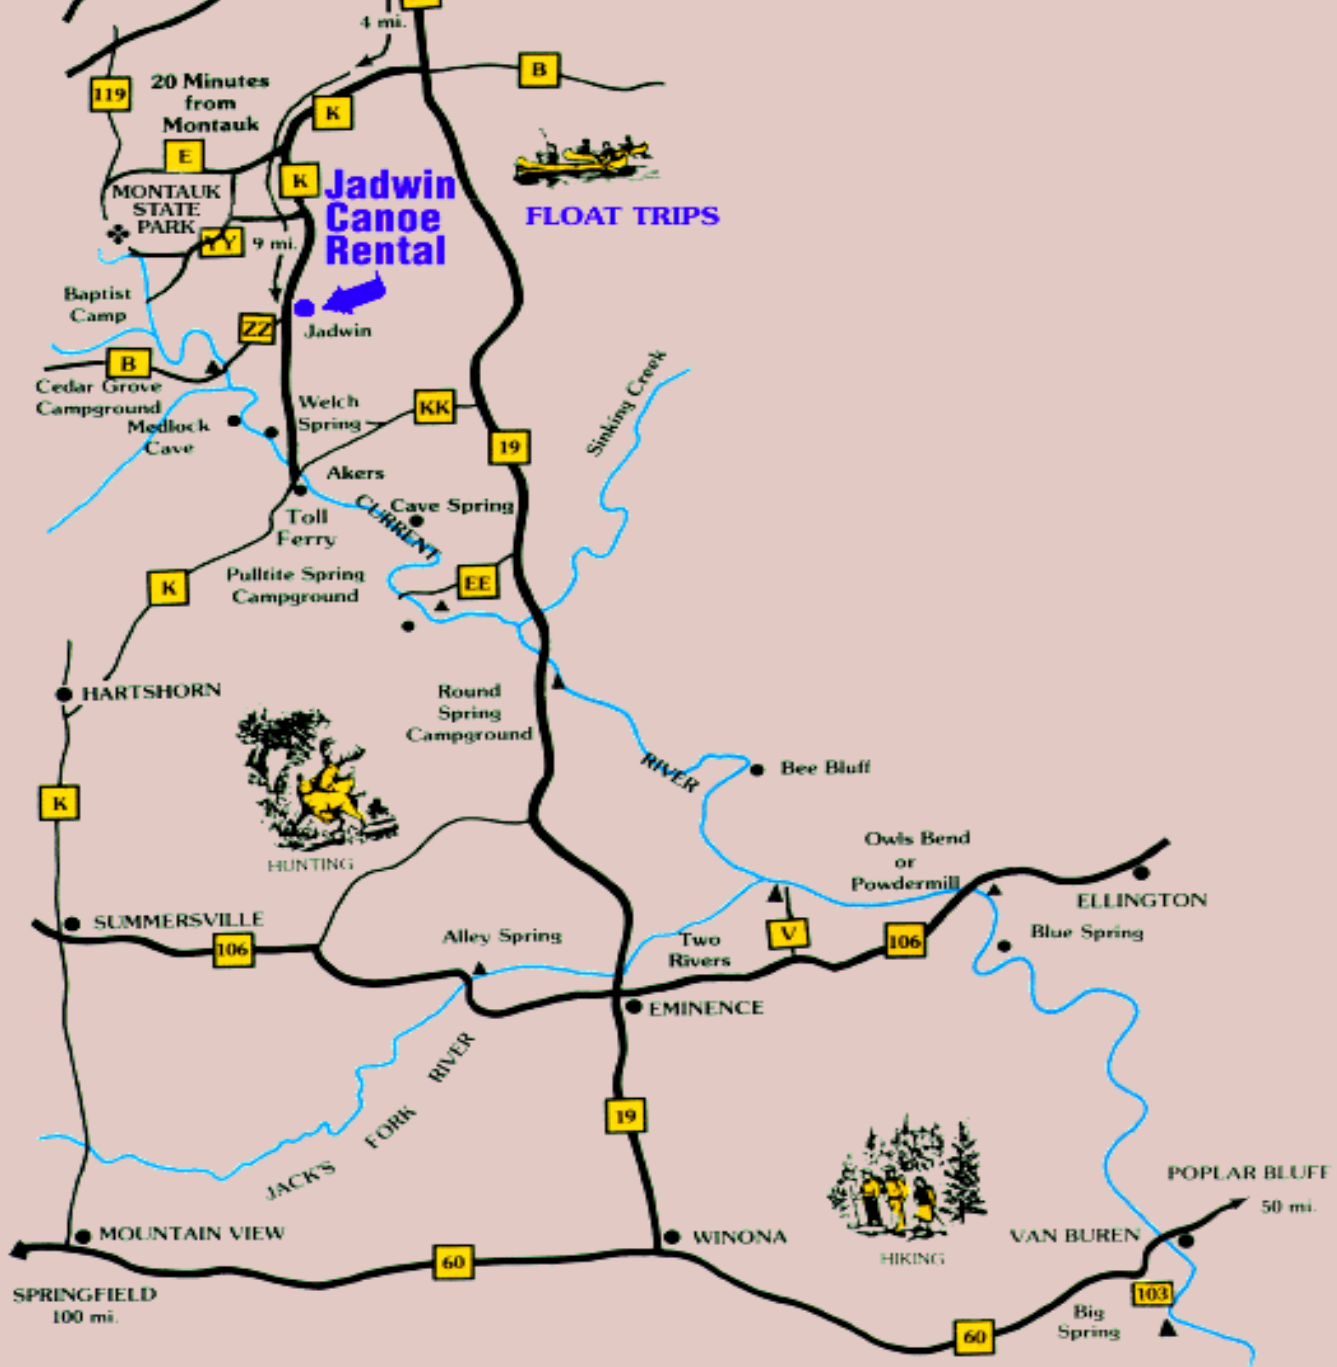 4 mi.
B
119
20 Minutes
from
Montauk
K
E
K
Jadwin
Canoe
Rental
MONTAUK
STATE
PARK
FLOAT TRIPS
YY
9 mi.
Baptist
Camp
ZZ
Jadwin
B
Cedar Grove
Campground
Welch
Spring
KK
Medlock
Cave
Sinking Creek
19
Akers
Toll
Ferry
CURRENT
Cave Spring
Pulltite Spring
Campground
EE
K
HARTSHORN
Round
Spring
Campground
RIVER
Bee Bluff
K
HUNTING
Owls Bend
or
Powdermill
ELLINGTON
SUMMERSVILLE
106
Alley Spring
Two
Rivers
V
106
Blue Spring
EMINENCE
JACK'S
FORK
RIVER
19
POPLAR BLUFF
50 mi.
MOUNTAIN VIEW
WINONA
HIKING
VAN BUREN
60
SPRINGFIELD
100 mi.
103
Big
Spring
60